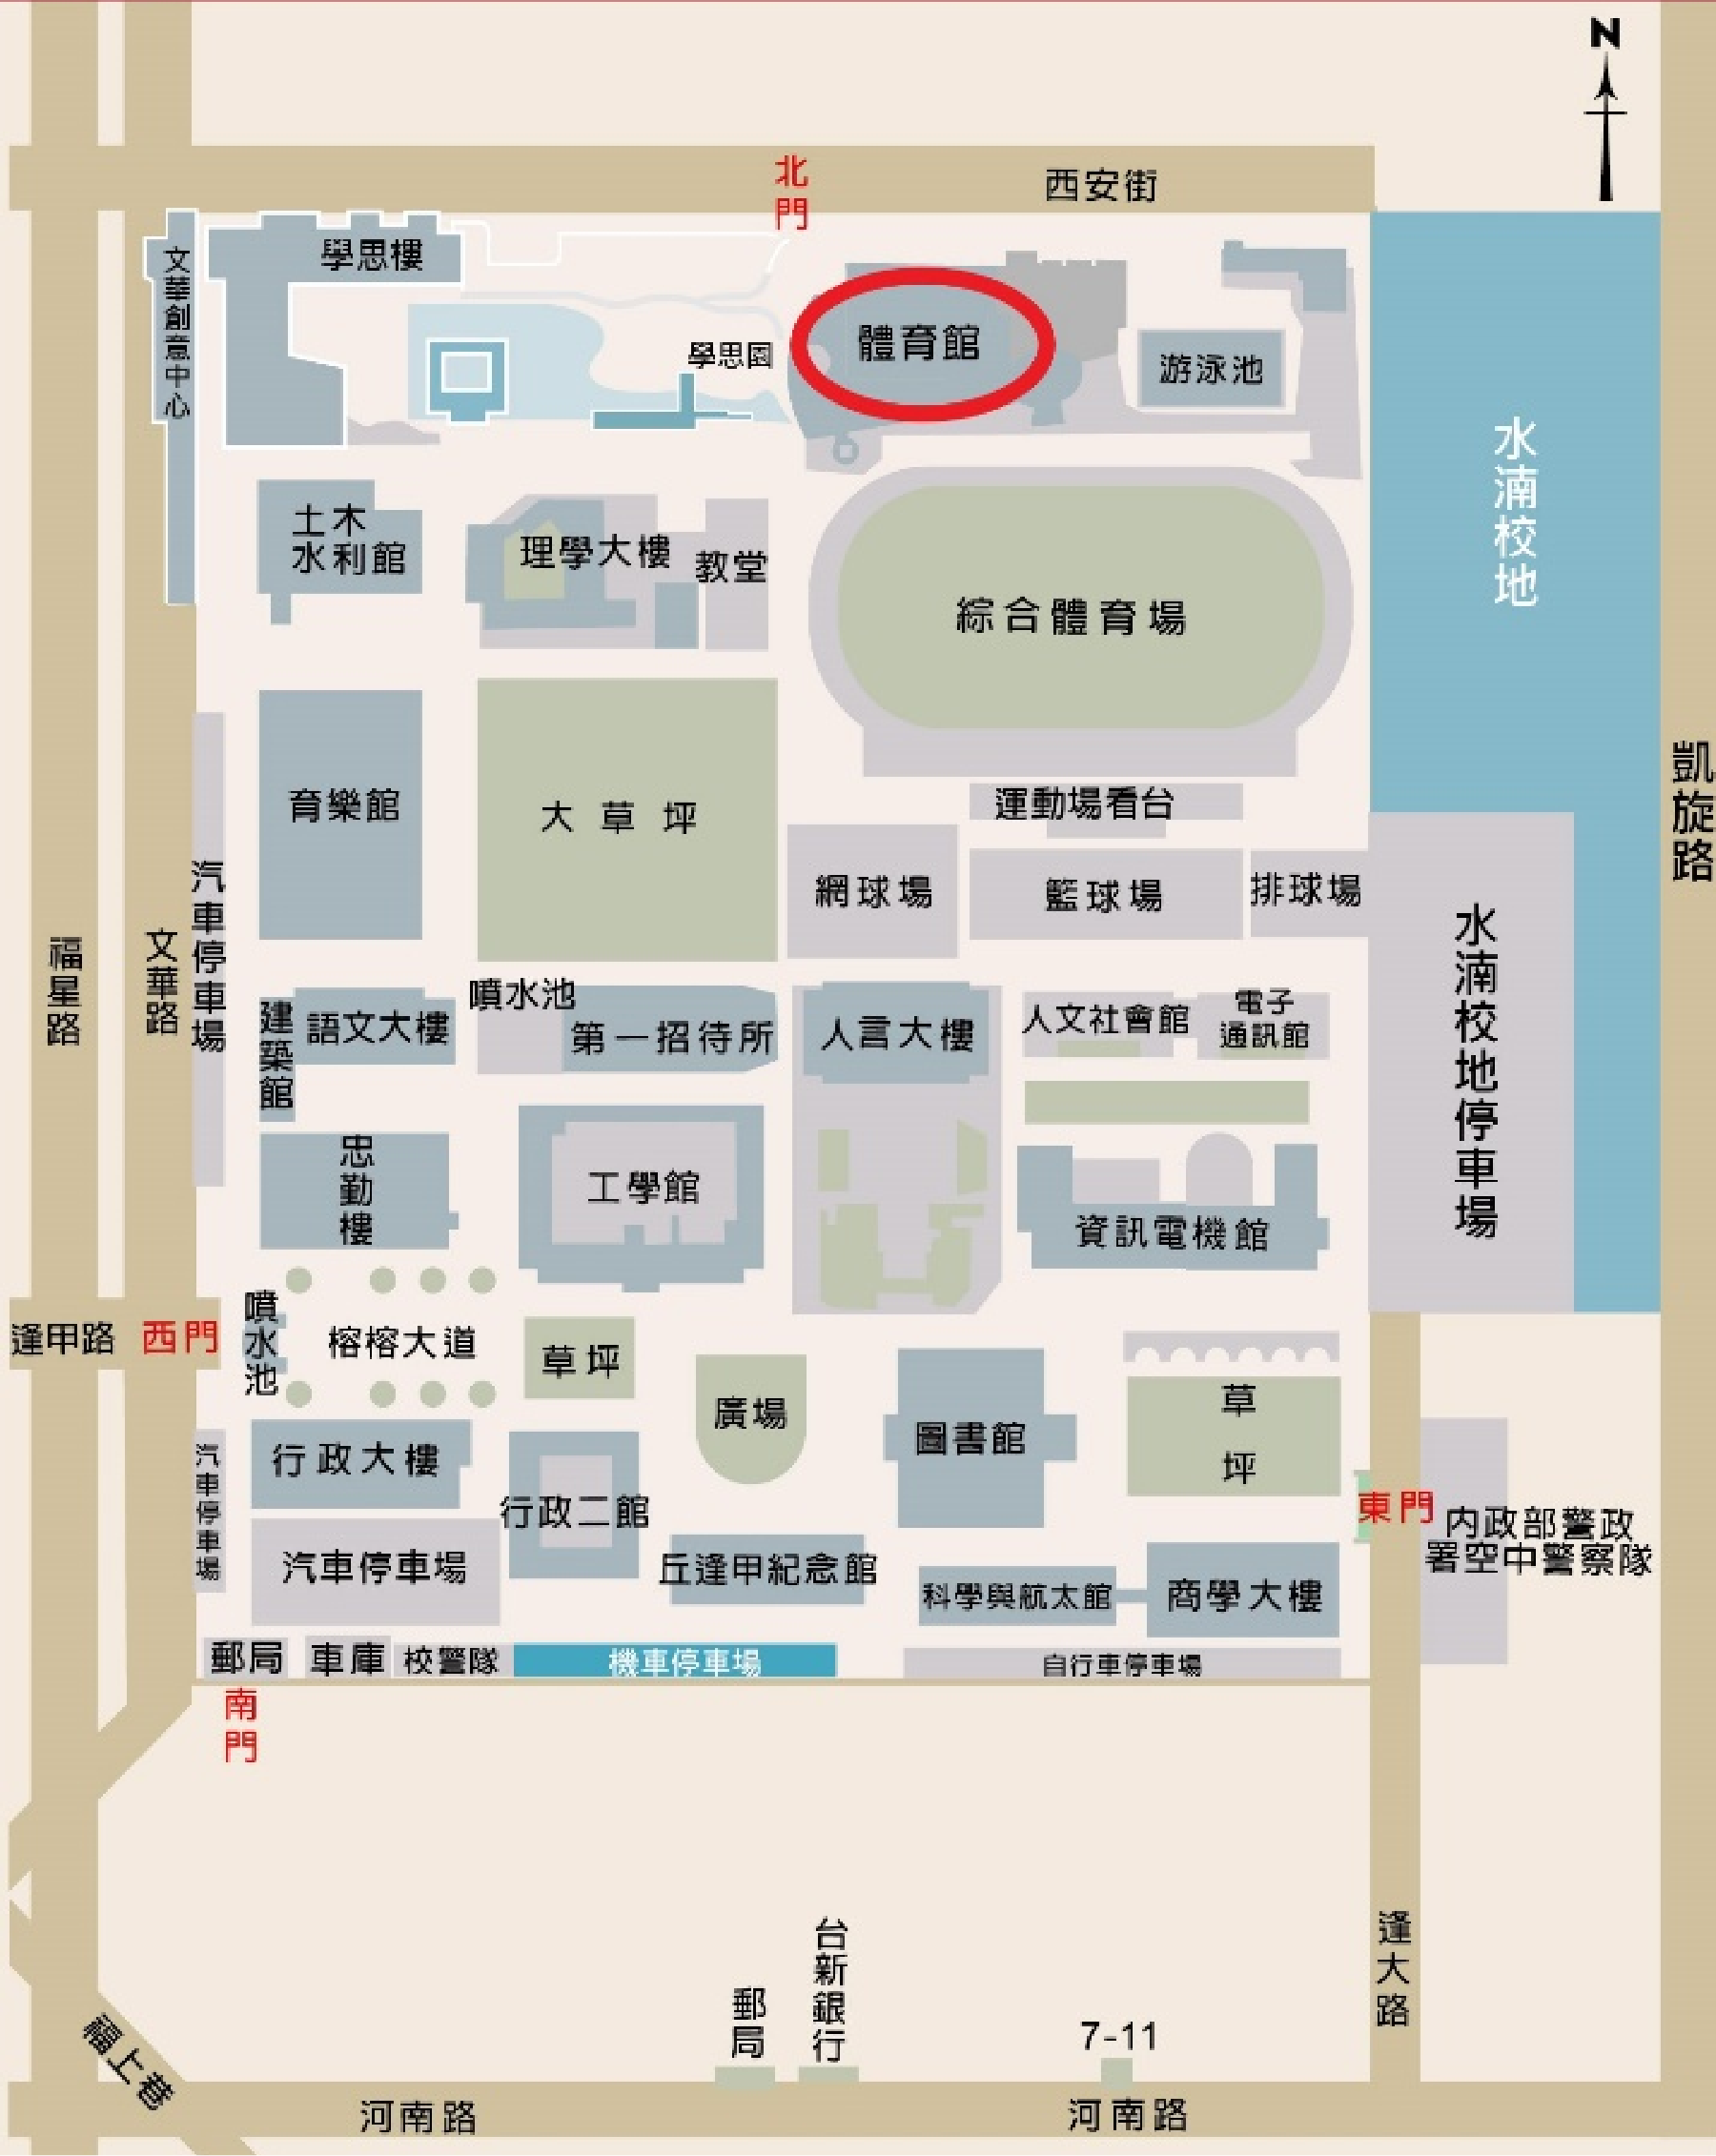 N
北門
西安街
學思樓
文華創意中心
學思園
體育館
游泳池
水湳校地
土木
水利館
理學大樓
教堂
綜合體育場
凱旋路
育樂館
大草坪
運動場看台
網球場
籃球場
排球場
汽車停車場
福星路
文華路
水湳校地停車場
建築館
語文大樓
噴水池
第一招待所
人言大樓
人文社會館
電子
通訊館
忠勤樓
工學館
資訊電機館
逢甲路
西門
噴水池
榕榕大道
草坪
廣場
圖書館
草坪
汽車停車場
行政大樓
行政二館
東門
內政部警政
署空中警察隊
汽車停車場
丘逢甲紀念館
科學與航太館
商學大樓
郵局
車庫
校警隊
機車停車場
自行車停車場
南門
逢大路
郵局
台新銀行
7-11
福上巷
河南路
河南路